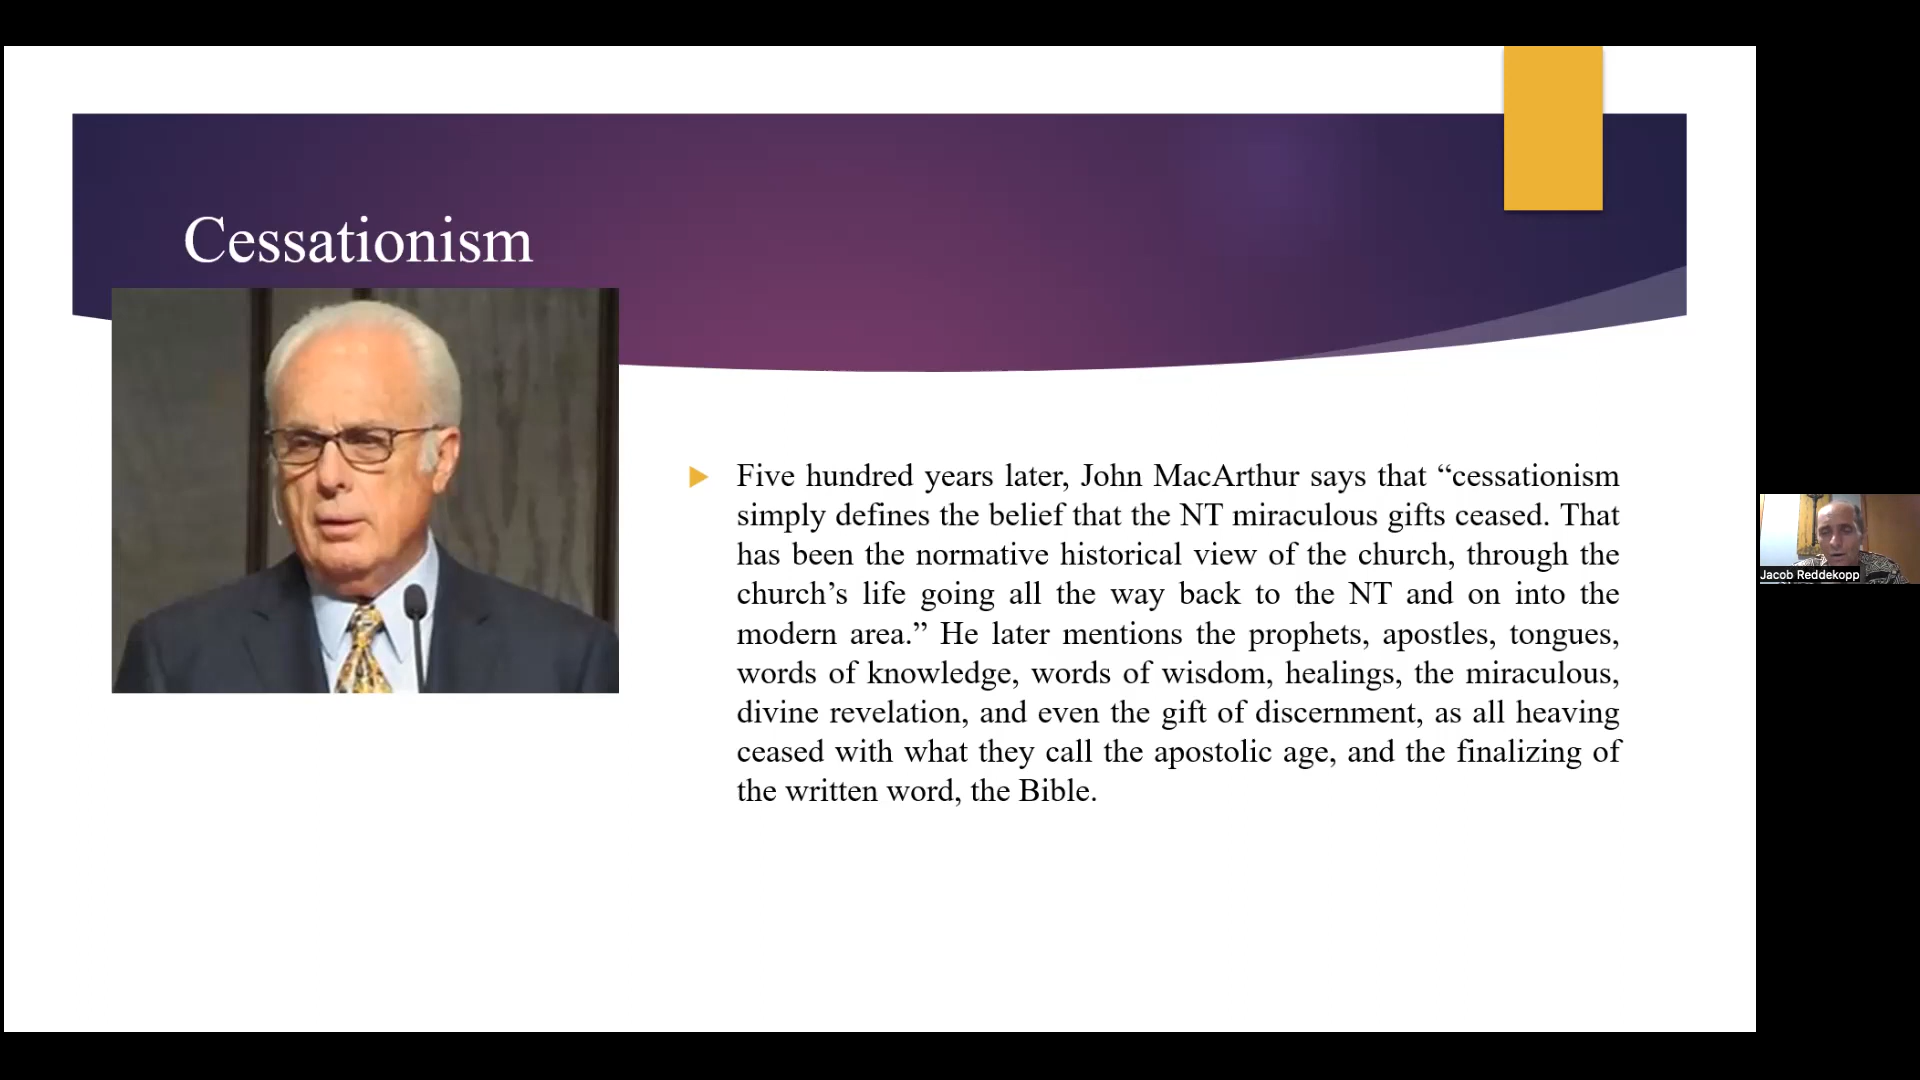 Cessationism
Five hundred years later, John MacArthur says that “cessationism
simply defines the belief that the NT miraculous gifts ceased. That
has been the normative historical view of the church, through the
church’s life going all the way back to the NT and on into the
modern area.” He later mentions the prophets, apostles, tongues,
words of knowledge, words of wisdom, healings, the miraculous,
divine revelation, and even the gift of discernment, as all heaving
ceased with what they call the apostolic age, and the finalizing of
the written word, the Bible.
Jacob Reddekopp